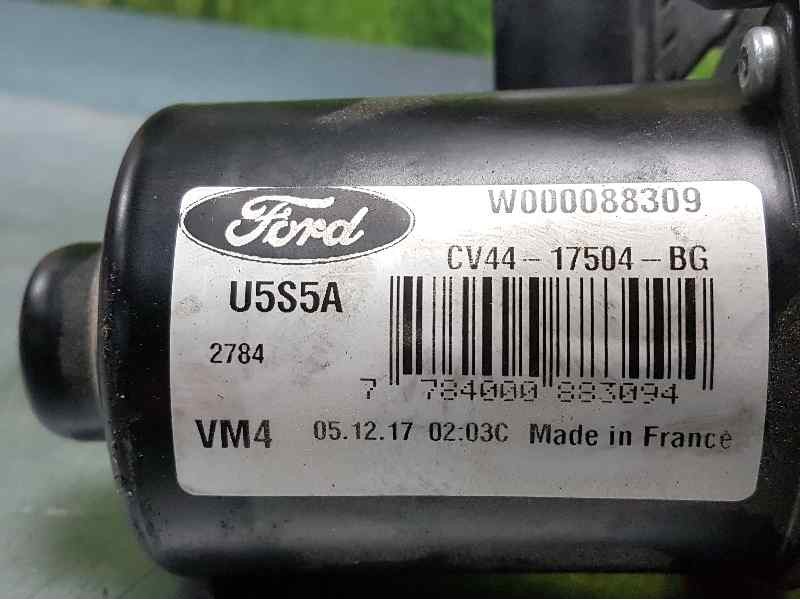 Ford
W000088309
CV44-17504-BG
U5S5A
2784
7 784000 883094
VM4 05.12.17 02:03C Made in France